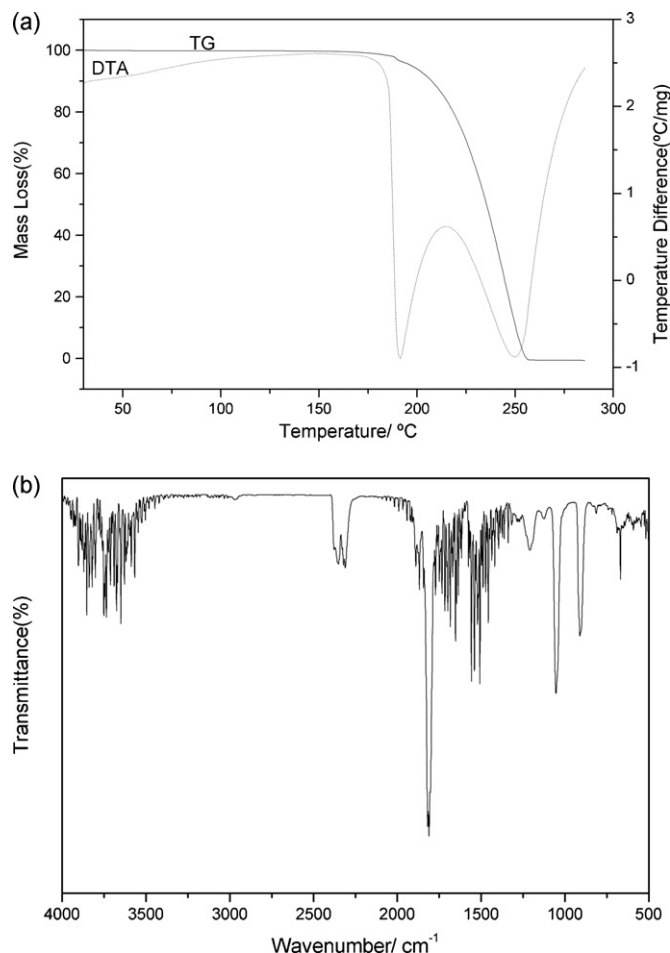 (a)
TG
DTA
100
80
60
40
20
0
Mass Loss(%)
3
2
1
0
-1
Temperature Difference(ºC/mg)
50 100 150 200 250 300
Temperature/ ºC
(b)
Transmittance(%)
4000 3500 3000 2500 2000 1500 1000 500
Wavenumber/ cm⁻¹